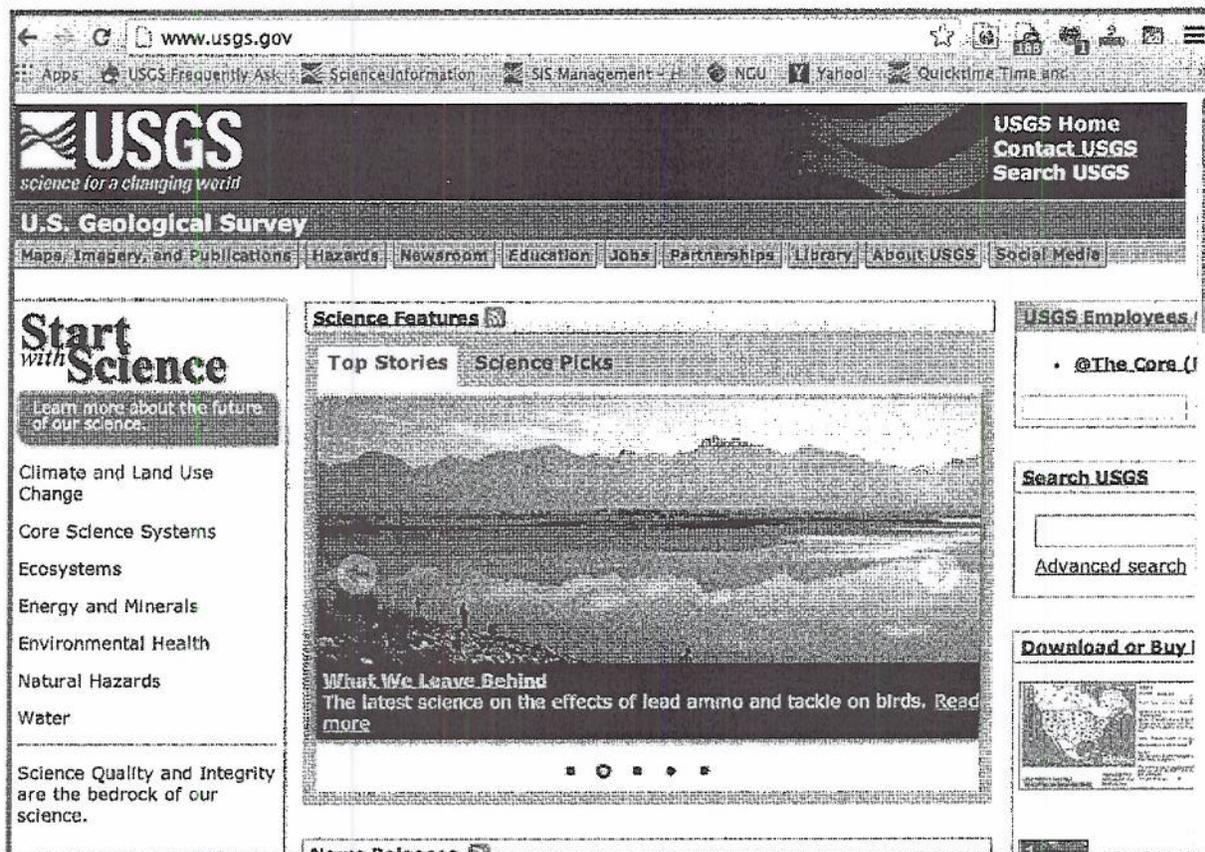 www.usgs.gov
188
1
Apps USGS Frequently Ask Science Information SIS Management - H NGU Yahoo! Quicktime Time and
USGS
science for a changing world
USGS Home
Contact USGS
Search USGS
U.S. Geological Survey
Maps, Imagery, and Publications Hazards Newsroom Education Jobs Partnerships Library About USGS Social Media
Start
with Science
Learn more about the future
of our science.
Climate and Land Use
Change
Core Science Systems
Ecosystems
Energy and Minerals
Environmental Health
Natural Hazards
Water
Science Quality and Integrity
are the bedrock of our
science.
Science Features
Top Stories Science Picks
What We Leave Behind
The latest science on the effects of lead ammo and tackle on birds. Read
more
News Releases
USGS Employees
@The Core (
Search USGS
Advanced search
Download or Buy